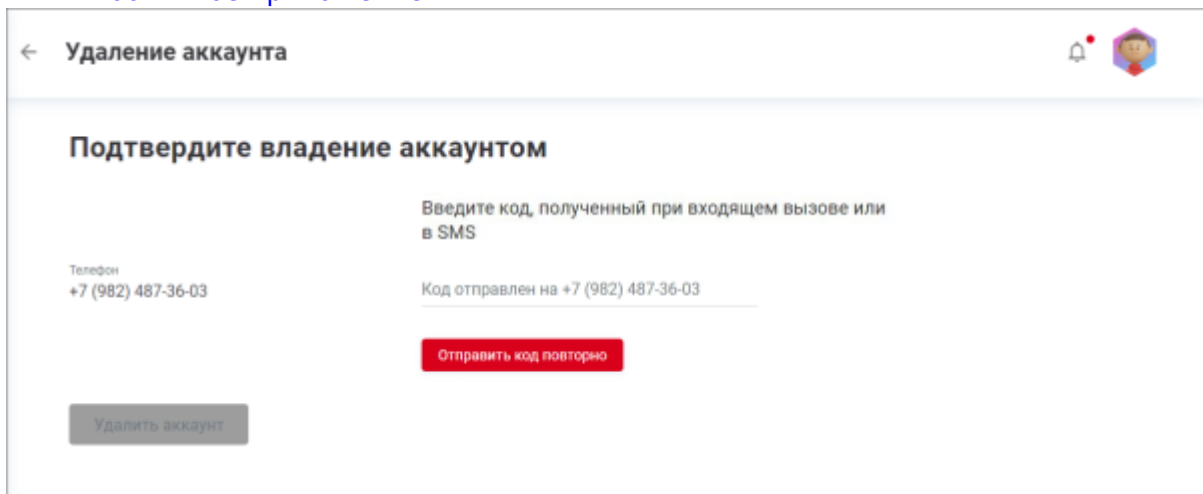 Удаление аккаунта
Подтвердите владение аккаунтом
Введите код, полученный при входящем вызове или
в SMS
Телефон
+7 (982) 487-36-03
Код отправлен на +7 (982) 487-36-03
Отправить код повторно
Удалить аккаунт